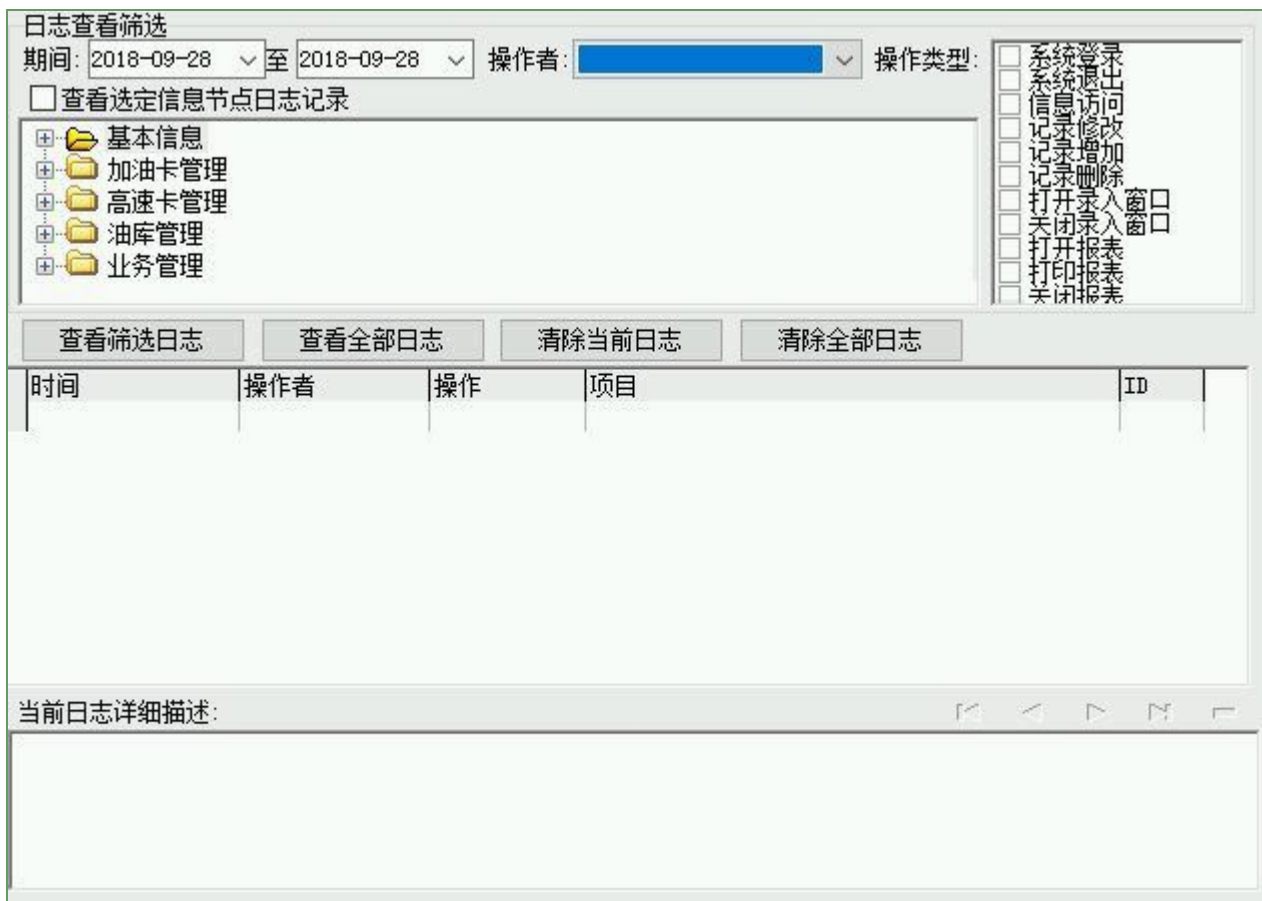 日志查看筛选
期间: 2018-09-28 至 2018-09-28 操作者: 操作类型:
系统登录
系统退出
信息访问
记录修改
记录增加
记录删除
打开录入窗口
关闭录入窗口
打开报表
打印报表
关闭报表
查看选定信息节点日志记录
基本信息
加油卡管理
高速卡管理
油库管理
业务管理
查看筛选日志 查看全部日志 清除当前日志 清除全部日志
时间 操作者 操作 项目 ID
当前日志详细描述: